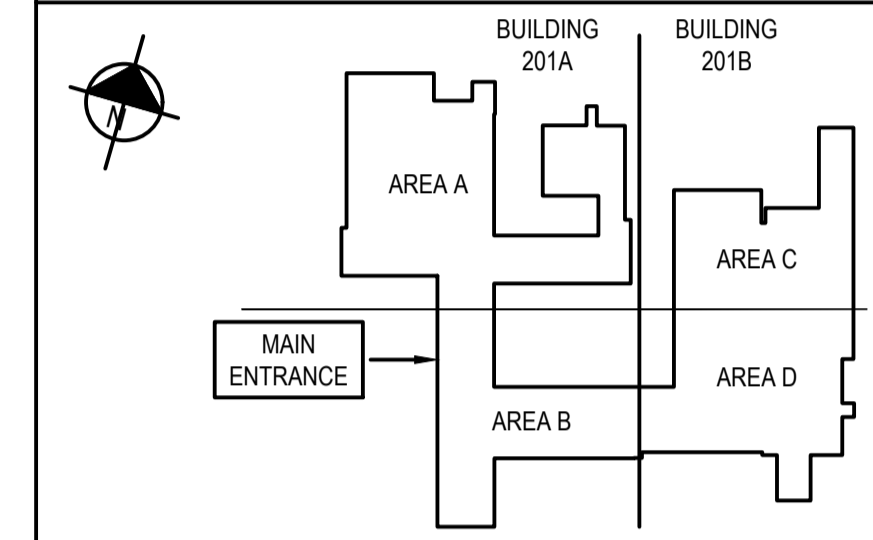 BUILDING
201A
BUILDING
201B
N
AREA A
AREA C
MAIN
ENTRANCE
AREA D
AREA B